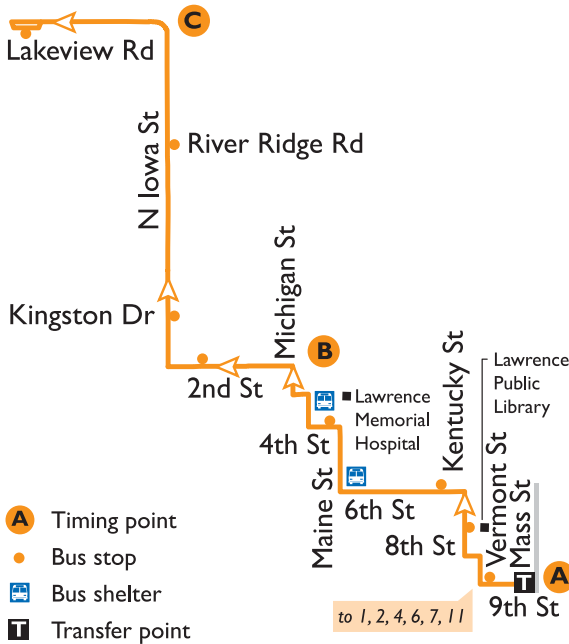 C
Lakeview Rd
N Iowa St
River Ridge Rd
Kingston Dr
Michigan St
B
2nd St
Lawrence
Memorial
Hospital
4th St
Kentucky St
Lawrence
Public
Library
Maine St
6th St
Vermont St
Mass St
8th St
T
A
9th St
to 1, 2, 4, 6, 7, 11
A Timing point
Bus stop
Bus shelter
T Transfer point